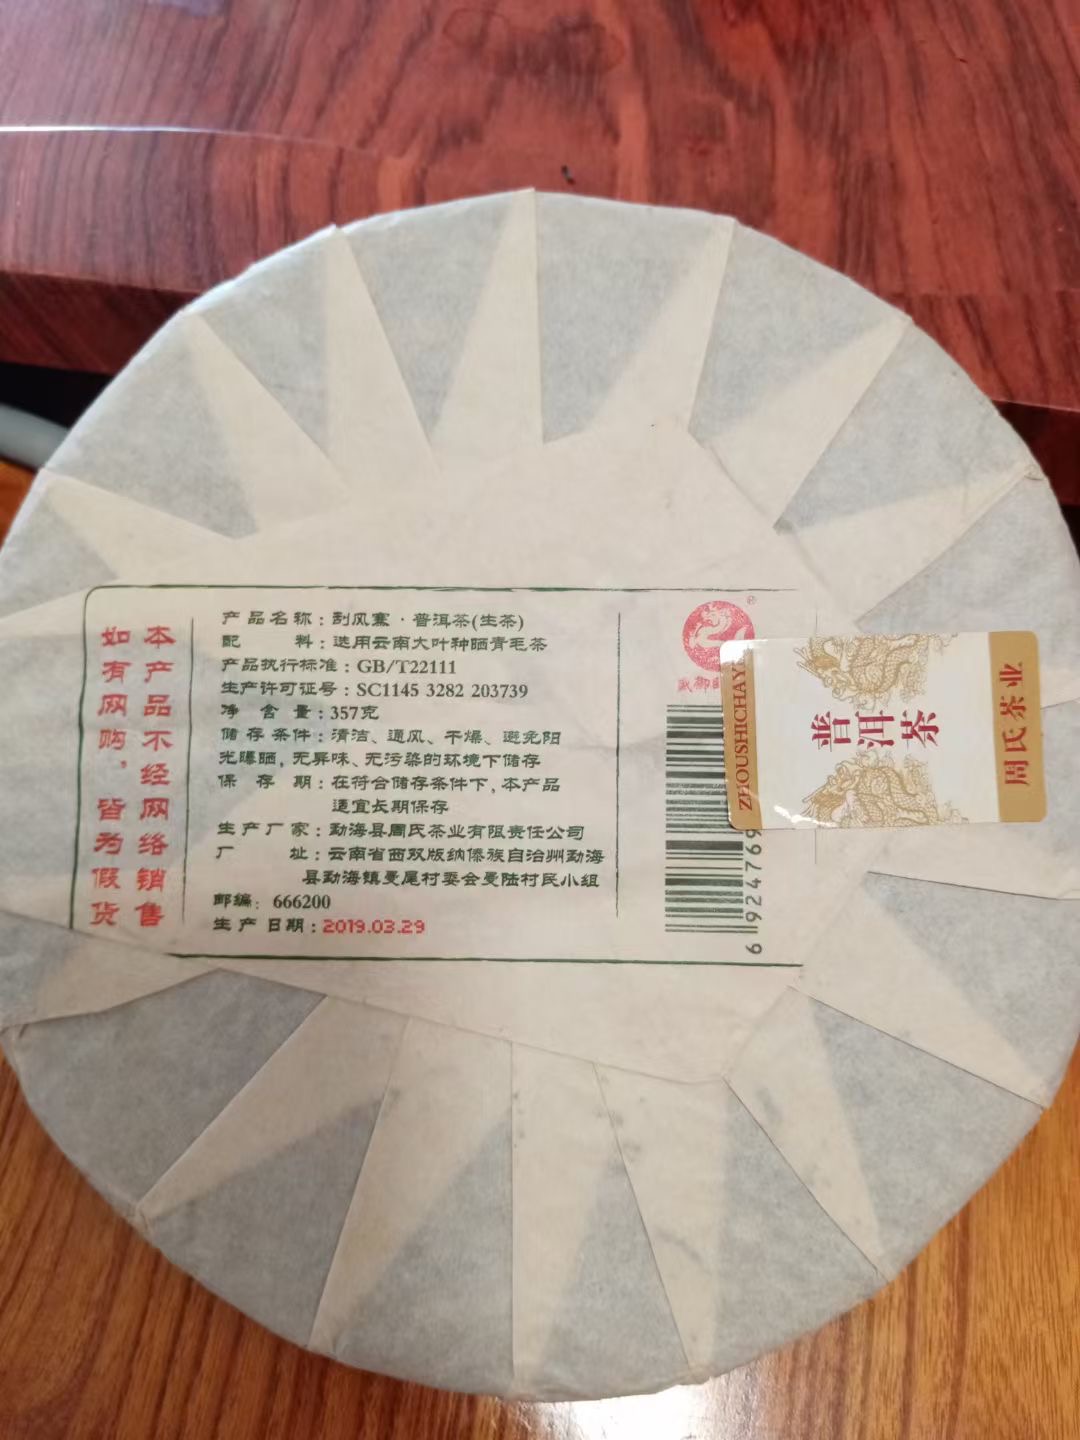 本产品不经网络销售
如有网购，皆为假货
产品名称：刮风寨·普洱茶(生茶)
配 料：选用云南大叶种晒青毛茶
产品执行标准：GB/T22111
生产许可证号：SC1145 3282 203739
净 含 量：357克
储存条件：清洁、通风、干燥、避免阳
光曝晒，无异味、无污染的环境下储存
保 存 期：在符合储存条件下，本产品
适宜长期保存
生产厂家：勐海县周氏茶业有限责任公司
厂 址：云南省西双版纳傣族自治州勐海
县勐海镇曼尾村委会曼陆村民小组
邮编：666200
生产日期：2019.03.29
®
6 924769
ZHOUSHICHAY
普洱茶
周氏茶业